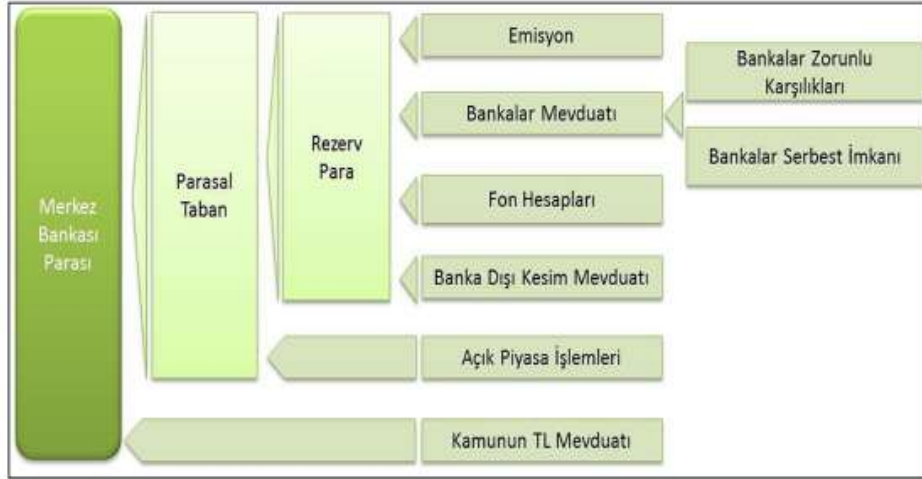 Merkez
Bankası
Parası
Parasal
Taban
Rezerv
Para
Emisyon
Bankalar Mevduatı
Fon Hesapları
Banka Dışı Kesim Mevduatı
Açık Piyasa İşlemleri
Kamunun TL Mevduatı
Bankalar Zorunlu
Karşılıkları
Bankalar Serbest İmkanı